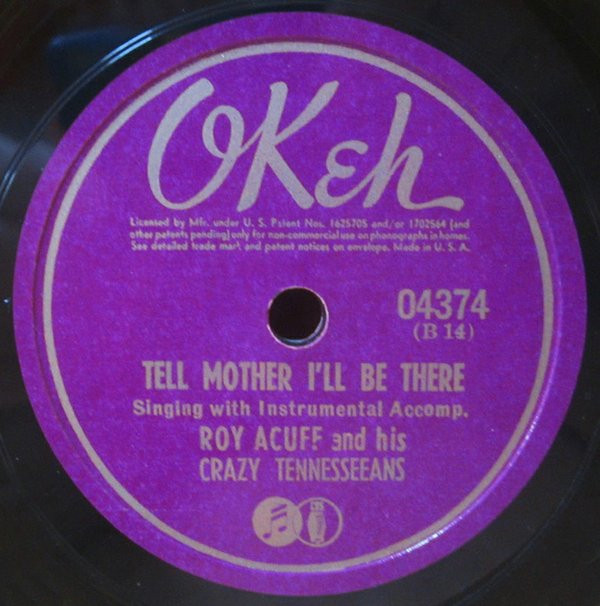 OKeh
Licensed by Mfr. under U. S. Patent Nos. 1625705 and/or 1702564 (and
other patents pending) only for non-commercial use on phonographs in homes.
See detailed trade mark and patent notices on envelope. Made in U. S. A.
04374
(B 14)
TELL MOTHER I'LL BE THERE
Singing with Instrumental Accomp.
ROY ACUFF and his
CRAZY TENNESSEEANS